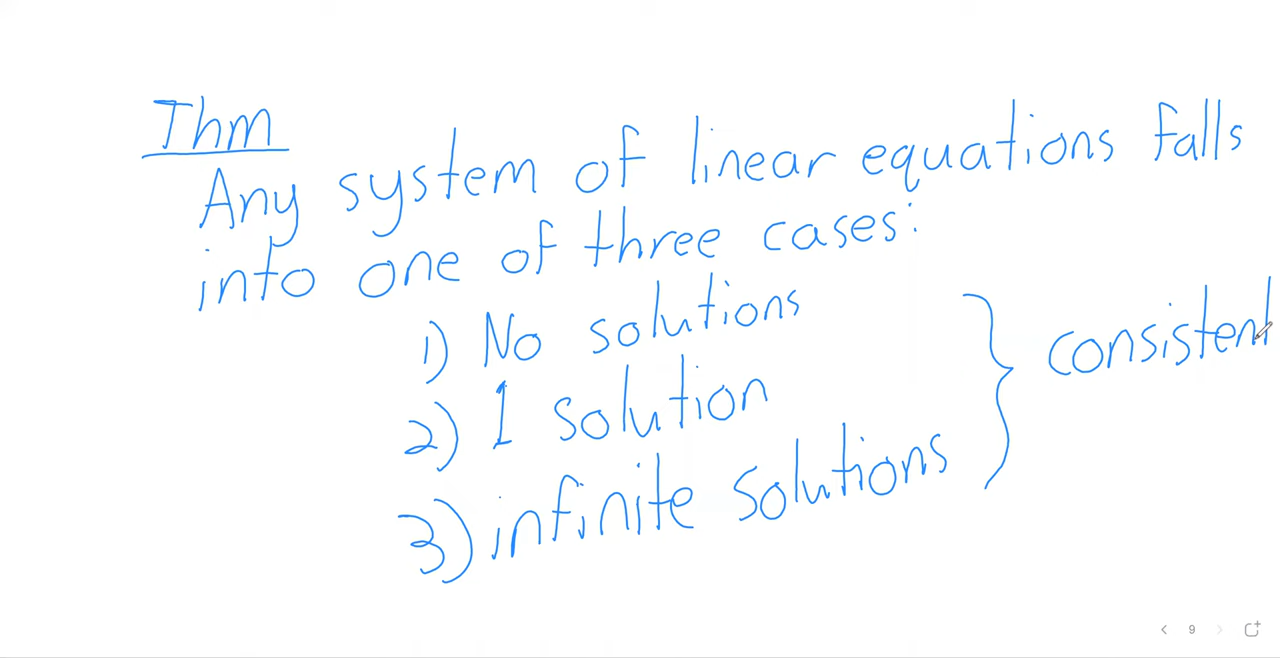 Thm
Any system of linear equations falls
into one of three cases:
1) No solutions
2) 1 solution
3) infinite solutions
consistent
9